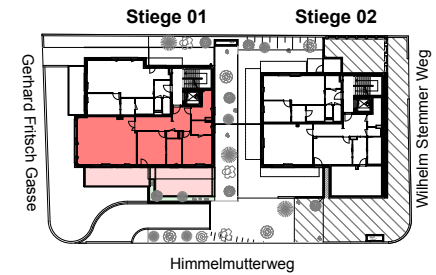 Stiege 01
Stiege 02
Gerhard Fritsch Gasse
Wilhelm Stemmer Weg
Himmelmutterweg